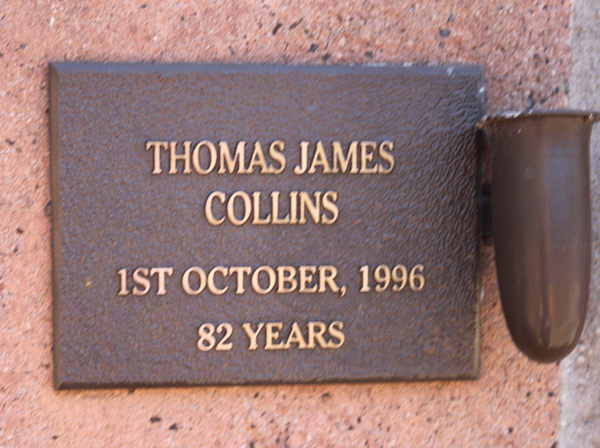 THOMAS JAMES
COLLINS
1ST OCTOBER, 1996
82 YEARS